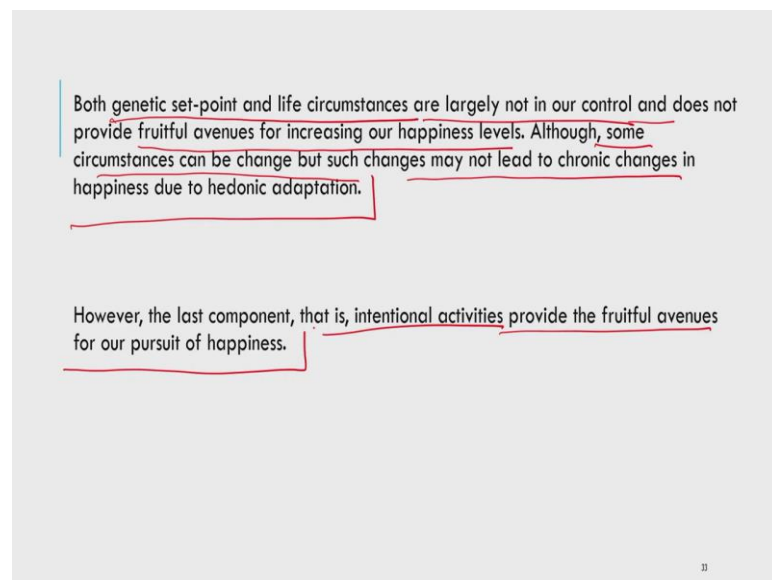 Both genetic set-point and life circumstances are largely not in our control and does not
provide fruitful avenues for increasing our happiness levels. Although, some
circumstances can be change but such changes may not lead to chronic changes in
happiness due to hedonic adaptation.
However, the last component, that is, intentional activities provide the fruitful avenues
for our pursuit of happiness.
33